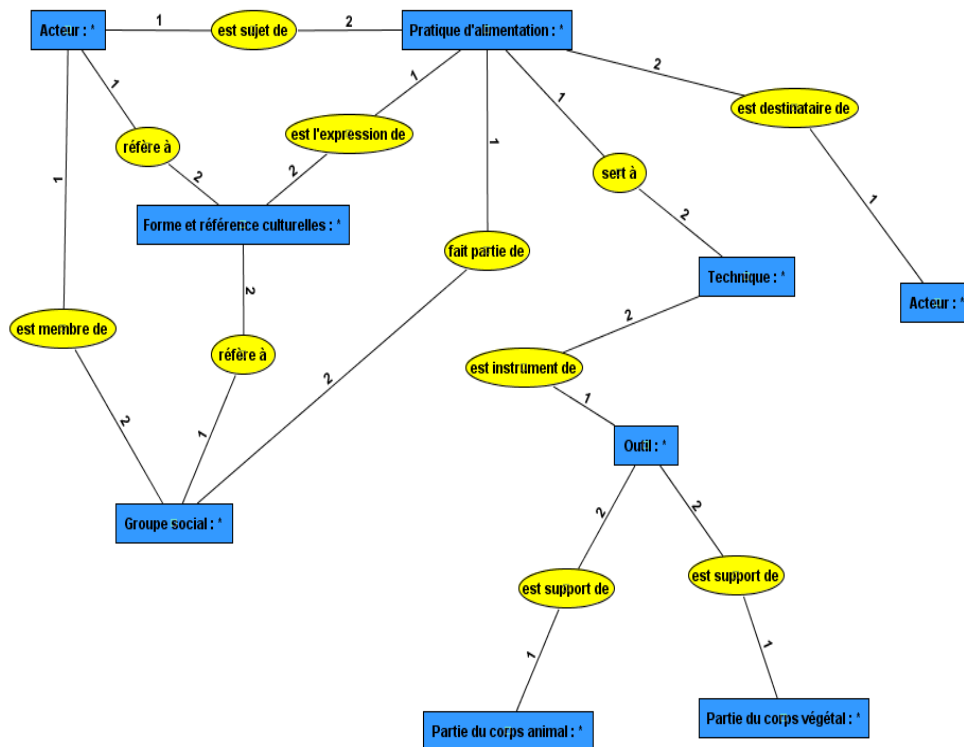 Acteur : *
1
est sujet de
2
Pratique d'alimentation : *
1
réfère à
2
1
est l'expression de
2
1
1
sert à
2
2
est destinataire de
1
Forme et référence culturelles : *
1
est membre de
2
2
réfère à
1
fait partie de
2
Technique : *
Acteur : *
2
est instrument de
1
Outil : *
Groupe social : *
2
est support de
1
2
est support de
1
Partie du corps animal : *
Partie du corps végétal : *